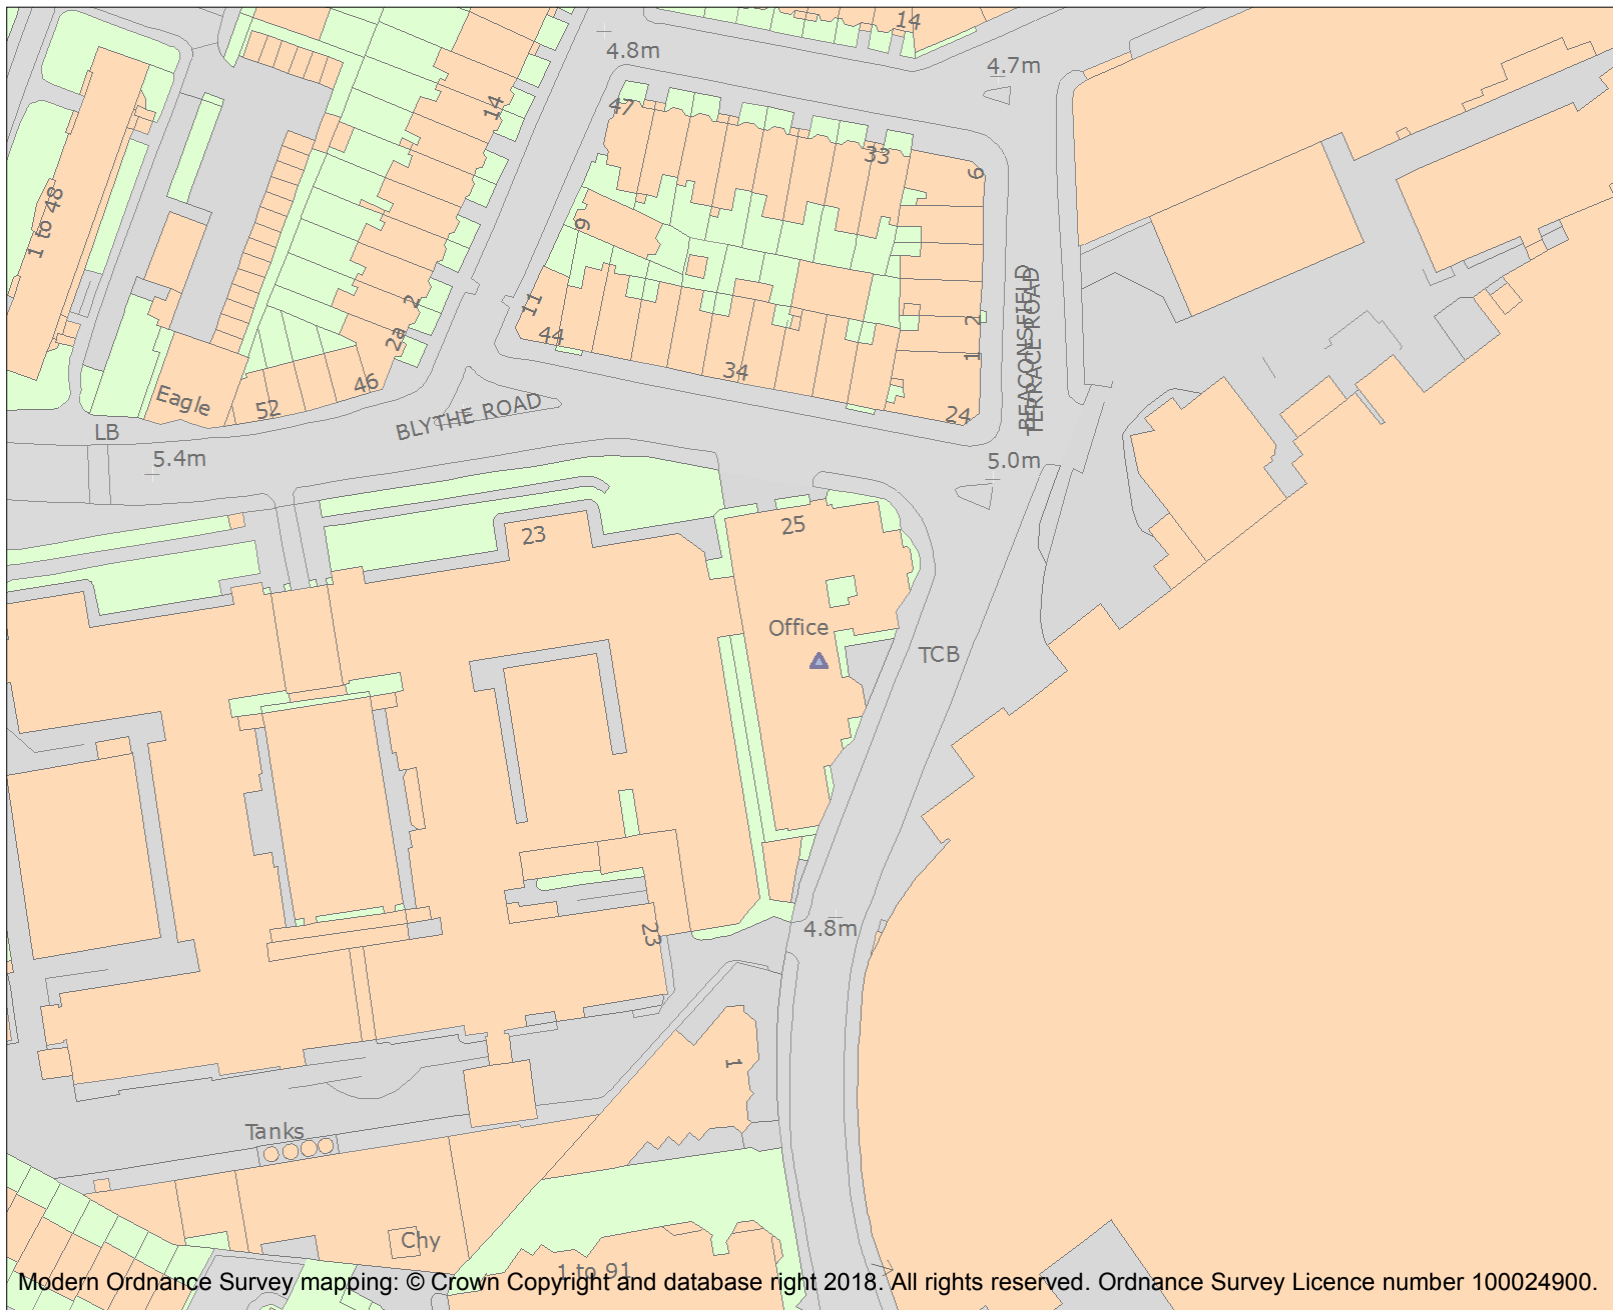 14
4.8m
4.7m
47
14
33
6
1 to 48
9
11
2
44
2a
2
1
34
BEACONSFIELD
TERRACE ROAD
46
Eagle
52
24
BLYTHE ROAD
LB
5.4m
5.0m
23
25
Office
TCB
4.8m
23
1
Tanks
Chy
1 to 91
Modern Ordnance Survey mapping: © Crown Copyright and database right 2018. All rights reserved. Ordnance Survey Licence number 100024900.